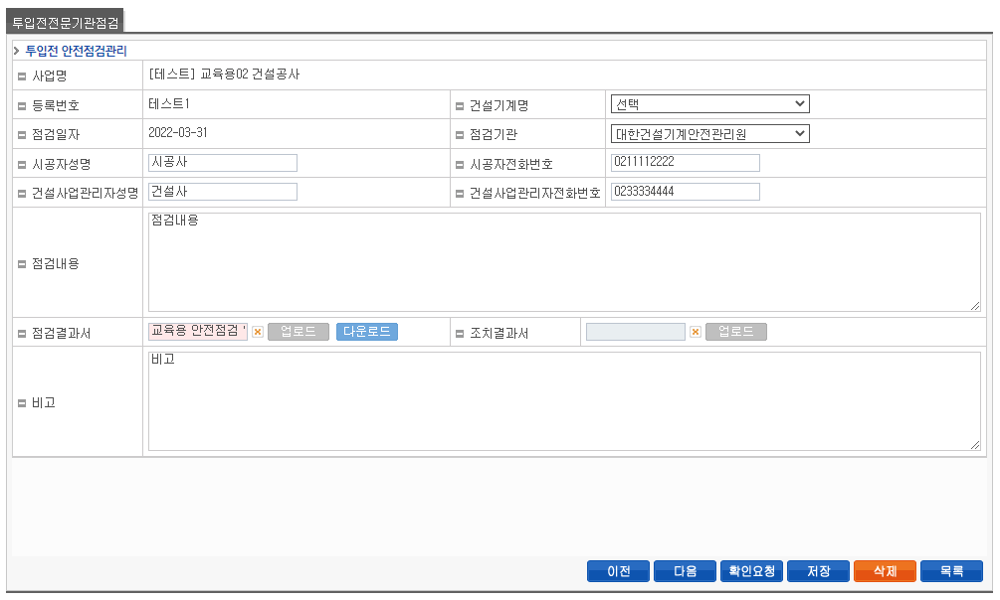 투입전전문기관점검
투입전 안전점검관리
사업명 [테스트] 교육용02 건설공사
등록번호 테스트1 건설기계명 선택
점검일자 2022-03-31 점검기관 대한건설기계안전관리원
시공자성명 시공사 시공자전화번호 0211112222
건설사업관리자성명 건설사 건설사업관리자전화번호 0233334444
점검내용 점검내용
점검결과서 교육용 안전점검 업로드 다운로드 조치결과서 업로드
비고 비고
이전 다음 확인요청 저장 삭제 목록